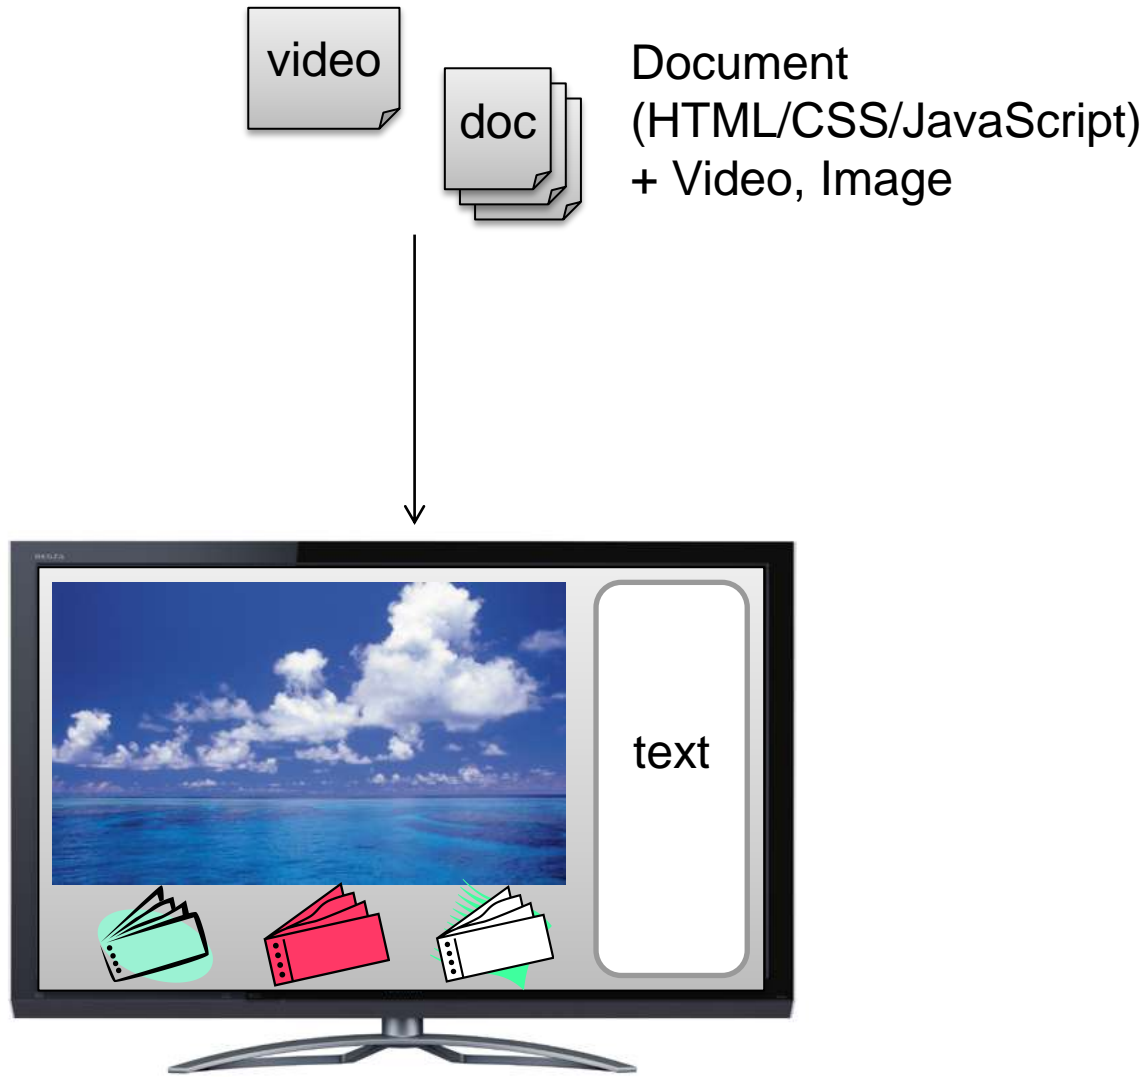 video
doc
Document
(HTML/CSS/JavaScript)
+ Video, Image
text